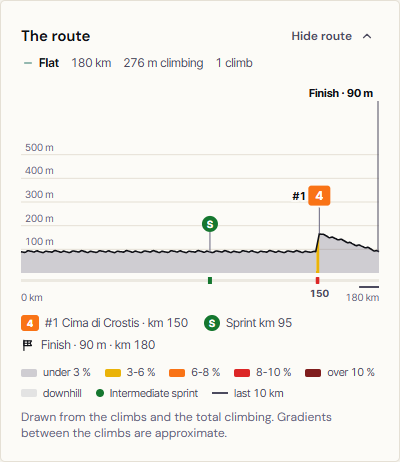 The route
Hide route
Flat 180 km 276 m climbing 1 climb
Finish · 90 m
500 m
400 m
300 m
200 m
100 m
#1 4
S
0 km
150
180 km
4 #1 Cima di Crostis · km 150 S Sprint km 95
Finish · 90 m · km 180
under 3 % 3-6 % 6-8 % 8-10 % over 10 %
downhill Intermediate sprint last 10 km
Drawn from the climbs and the total climbing. Gradients
between the climbs are approximate.